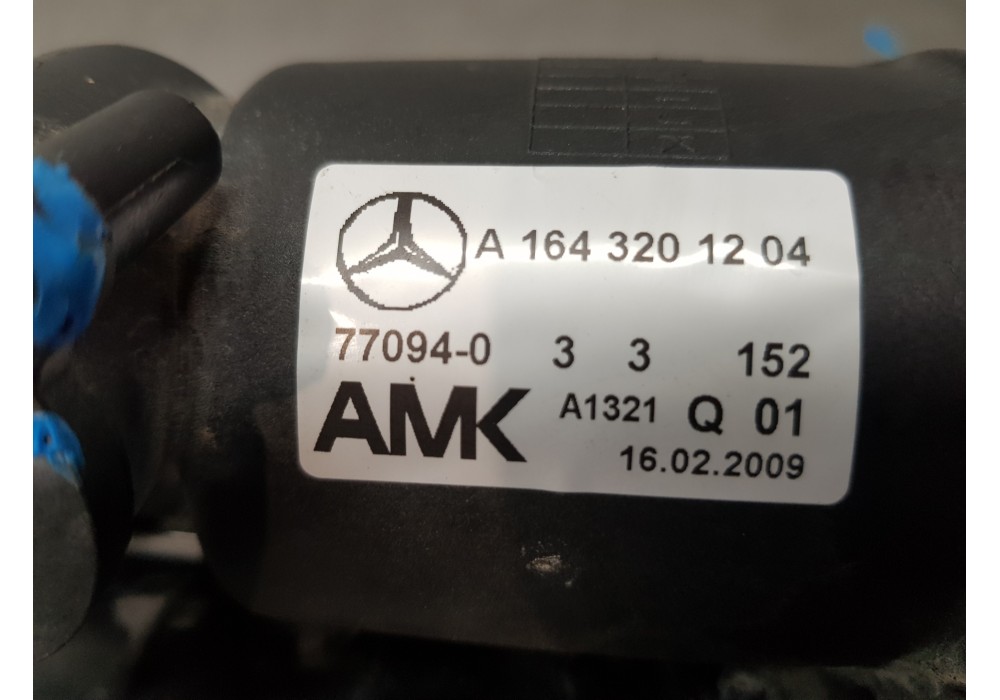 A 164 320 12 04
77094-0 3 3 152
AMK A1321 Q 01
16.02.2009